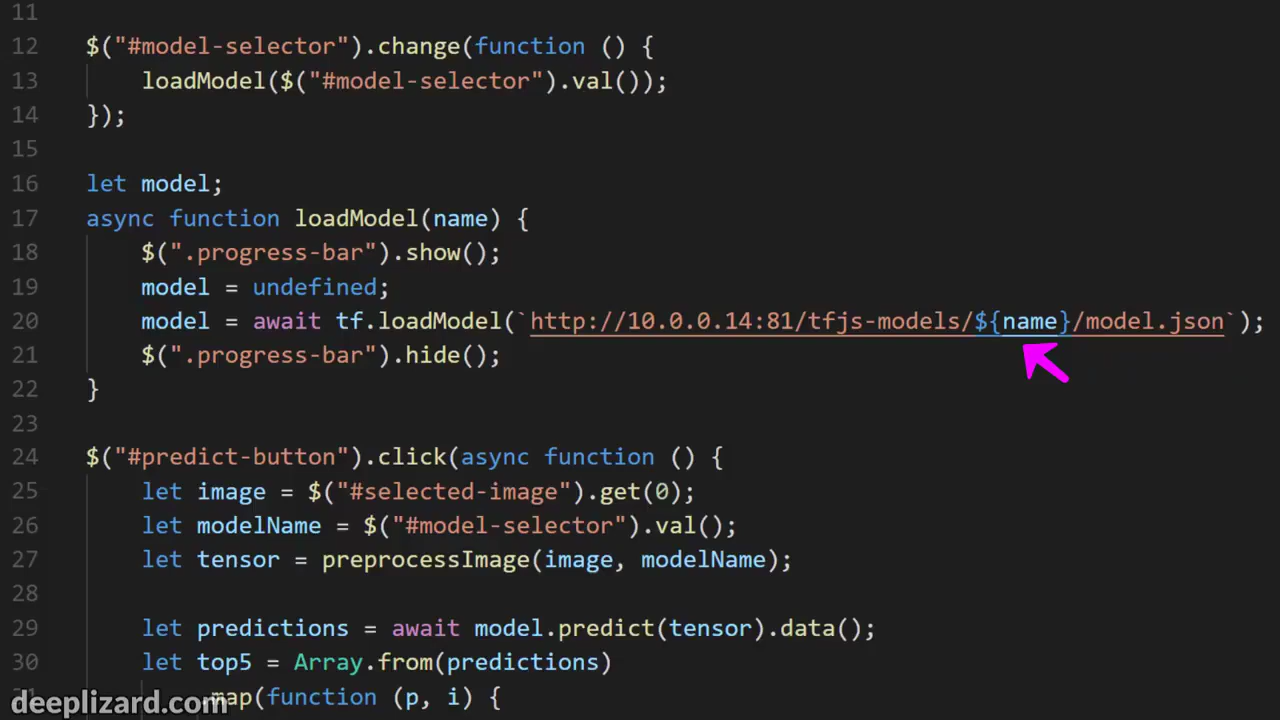 11
12 $("#model-selector").change(function () {
13 loadModel($("#model-selector").val());
14 });
15
16 let model;
17 async function loadModel(name) {
18 $(".progress-bar").show();
19 model = undefined;
20 model = await tf.loadModel(`http://10.0.0.14:81/tfjs-models/${name}/model.json`);
21 $(".progress-bar").hide();
22 }
23
24 $("#predict-button").click(async function () {
25 let image = $("#selected-image").get(0);
26 let modelName = $("#model-selector").val();
27 let tensor = preprocessImage(image, modelName);
28
29 let predictions = await model.predict(tensor).data();
30 let top5 = Array.from(predictions)
.map(function (p, i) {
deeplizard.com